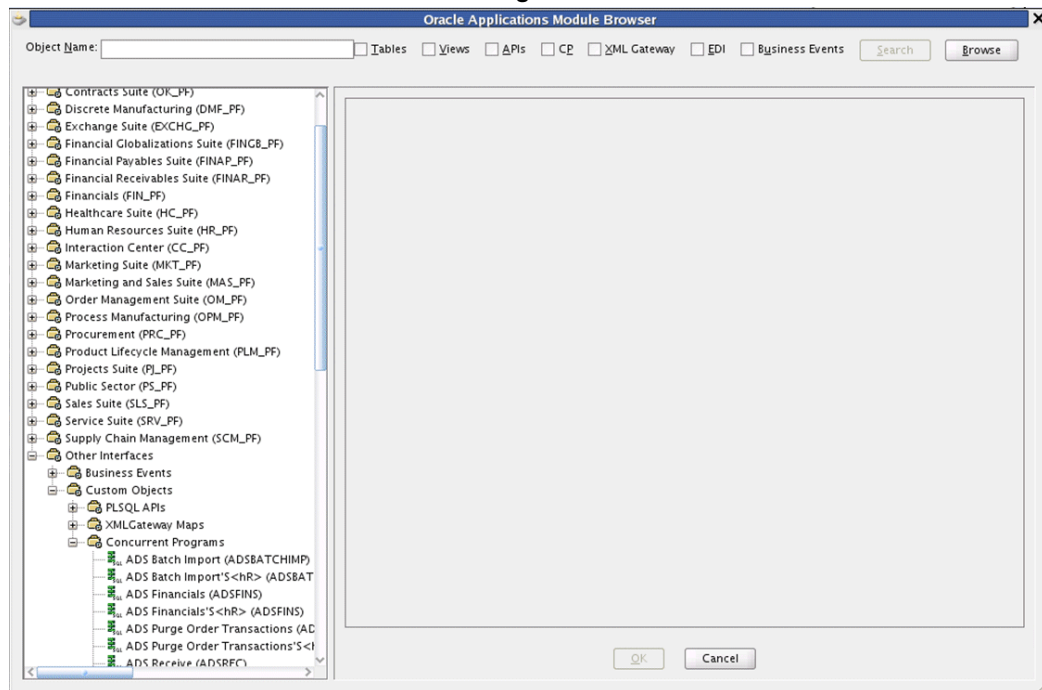 Oracle Applications Module Browser
Object Name: Tables Views APIs CP XML Gateway EDI Business Events Search Browse
Contracts Suite (OK_PF)
Discrete Manufacturing (DMF_PF)
Exchange Suite (EXCHG_PF)
Financial Globalizations Suite (FINGB_PF)
Financial Payables Suite (FINAP_PF)
Financial Receivables Suite (FINAR_PF)
Financials (FIN_PF)
Healthcare Suite (HC_PF)
Human Resources Suite (HR_PF)
Interaction Center (CC_PF)
Marketing Suite (MKT_PF)
Marketing and Sales Suite (MAS_PF)
Order Management Suite (OM_PF)
Process Manufacturing (OPM_PF)
Procurement (PRC_PF)
Product Lifecycle Management (PLM_PF)
Projects Suite (PJ_PF)
Public Sector (PS_PF)
Sales Suite (SLS_PF)
Service Suite (SRV_PF)
Supply Chain Management (SCM_PF)
Other Interfaces
Business Events
Custom Objects
PLSQL APIs
XMLGateway Maps
Concurrent Programs
ADS Batch Import (ADSBATCHIMP)
ADS Batch Import'S<hR> (ADSBAT
ADS Financials (ADSFINS)
ADS Financials'S<hR> (ADSFINS)
ADS Purge Order Transactions (AD
ADS Purge Order Transactions'S<h
ADS Receive (ADSREC)
OK Cancel